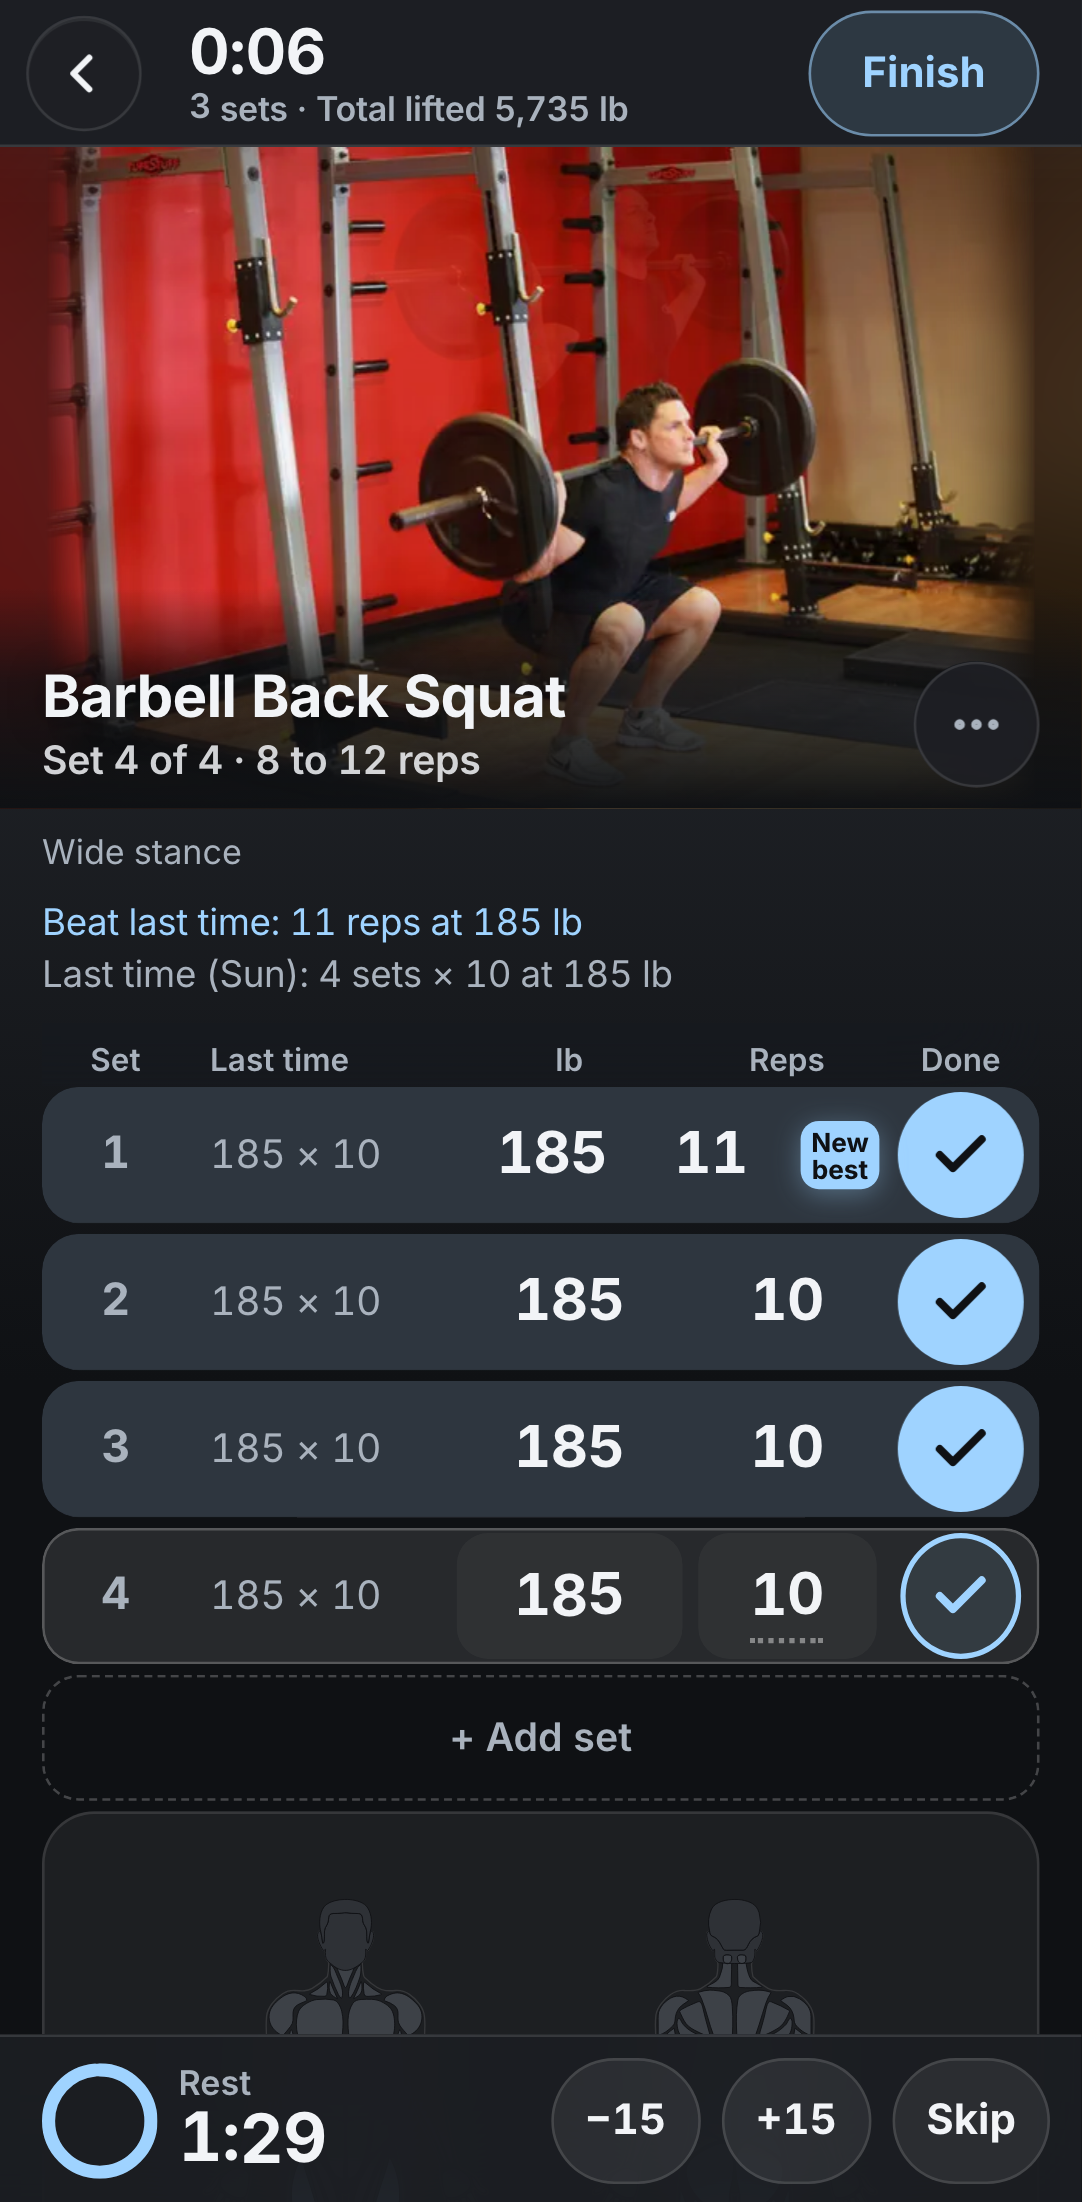 0:06
3 sets · Total lifted 5,735 lb
Finish
Barbell Back Squat
Set 4 of 4 · 8 to 12 reps
Wide stance
Beat last time: 11 reps at 185 lb
Last time (Sun): 4 sets × 10 at 185 lb
Set Last time lb Reps Done
1 185 × 10 185 11 New best
2 185 × 10 185 10
3 185 × 10 185 10
4 185 × 10 185 10
+ Add set
Rest
1:29
−15 +15 Skip